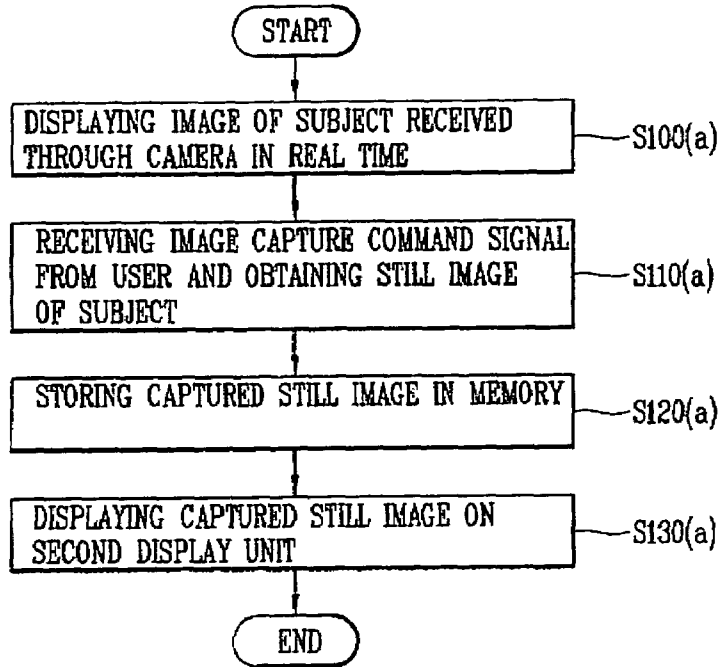 START
DISPLAYING IMAGE OF SUBJECT RECEIVED
THROUGH CAMERA IN REAL TIME
S100(a)
RECEIVING IMAGE CAPTURE COMMAND SIGNAL
FROM USER AND OBTAINING STILL IMAGE
OF SUBJECT
S110(a)
STORING CAPTURED STILL IMAGE IN MEMORY
S120(a)
DISPLAYING CAPTURED STILL IMAGE ON
SECOND DISPLAY UNIT
S130(a)
END